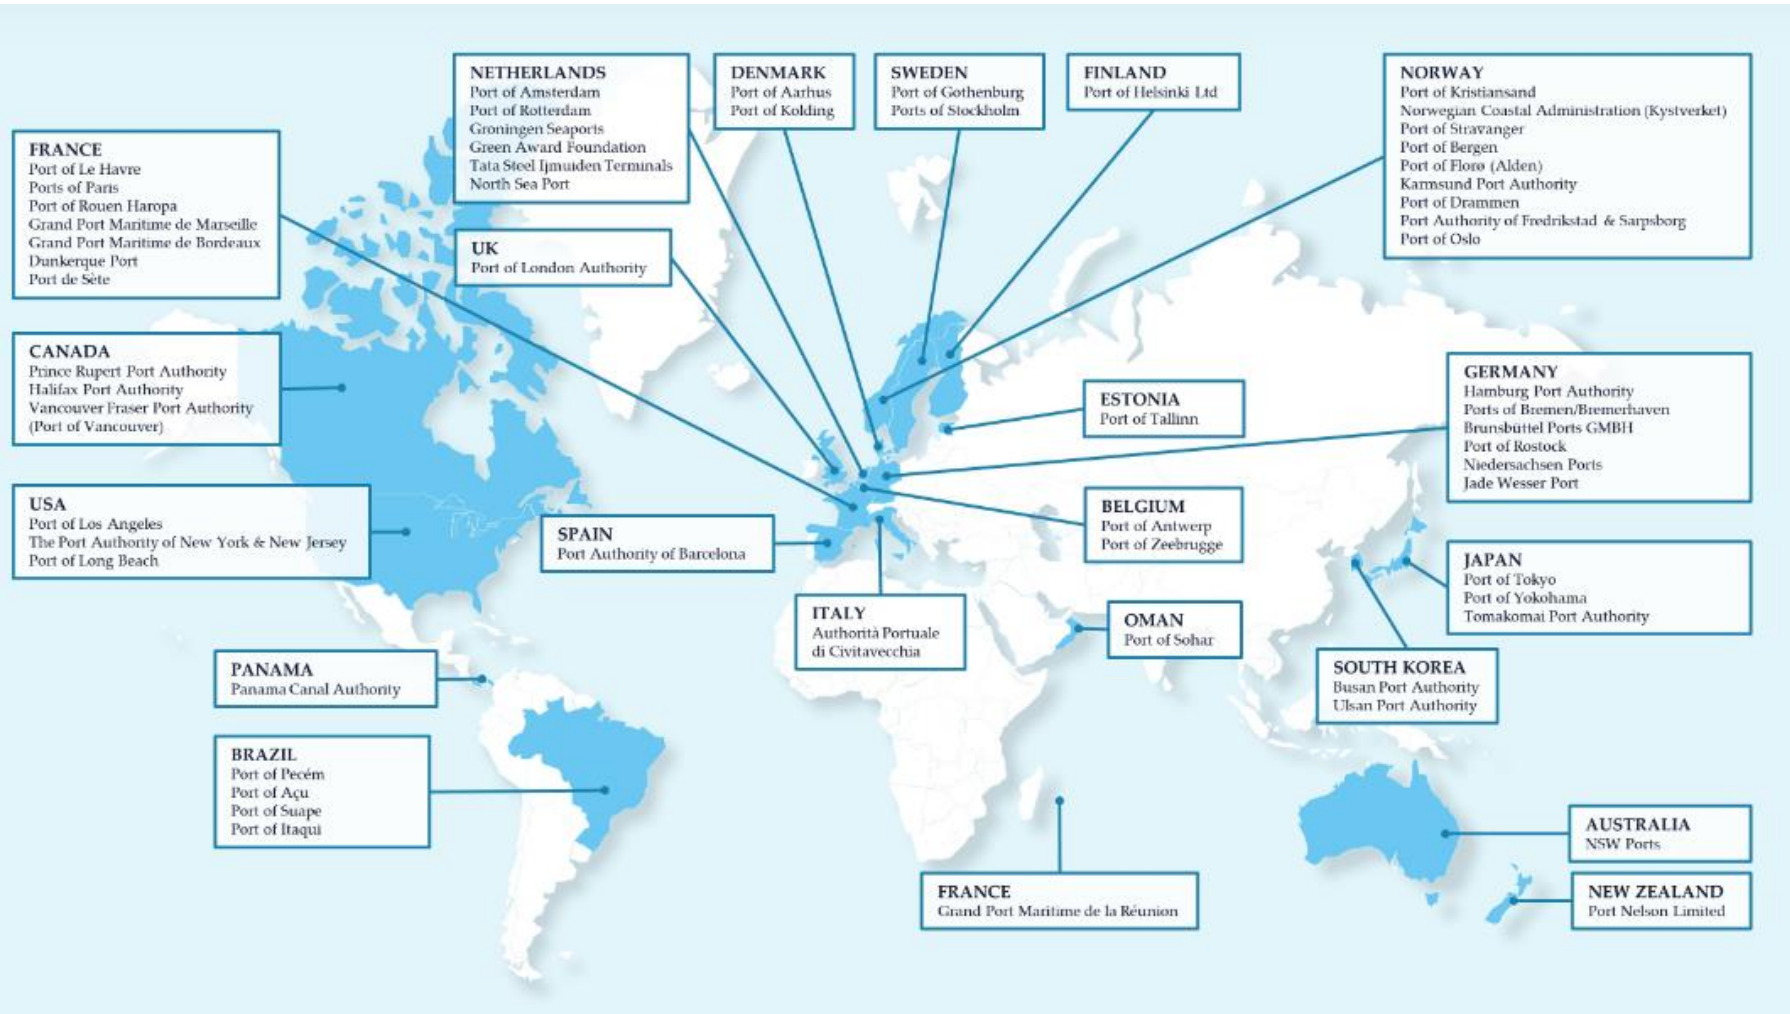 NETHERLANDS
Port of Amsterdam
Port of Rotterdam
Groningen Seaports
Green Award Foundation
Tata Steel Ijmuiden Terminals
North Sea Port
DENMARK
Port of Aarhus
Port of Kolding
SWEDEN
Port of Gothenburg
Ports of Stockholm
FINLAND
Port of Helsinki Ltd
NORWAY
Port of Kristiansand
Norwegian Coastal Administration (Kystverket)
Port of Stravanger
Port of Bergen
Port of Florø (Alden)
Karmsund Port Authority
Port of Drammen
Port Authority of Fredrikstad & Sarpsborg
Port of Oslo
FRANCE
Port of Le Havre
Ports of Paris
Port of Rouen Haropa
Grand Port Maritime de Marseille
Grand Port Maritime de Bordeaux
Dunkerque Port
Port de Sète
UK
Port of London Authority
CANADA
Prince Rupert Port Authority
Halifax Port Authority
Vancouver Fraser Port Authority
(Port of Vancouver)
GERMANY
Hamburg Port Authority
Ports of Bremen/Bremerhaven
Brunsbüttel Ports GMBH
Port of Rostock
Niedersachsen Ports
Jade Wesser Port
ESTONIA
Port of Tallinn
USA
Port of Los Angeles
The Port Authority of New York & New Jersey
Port of Long Beach
SPAIN
Port Authority of Barcelona
BELGIUM
Port of Antwerp
Port of Zeebrugge
JAPAN
Port of Tokyo
Port of Yokohama
Tomakomai Port Authority
ITALY
Authorità Portuale
di Civitavecchia
OMAN
Port of Sohar
PANAMA
Panama Canal Authority
SOUTH KOREA
Busan Port Authority
Ulsan Port Authority
BRAZIL
Port of Pecém
Port of Açu
Port of Suape
Port of Itaqui
AUSTRALIA
NSW Ports
FRANCE
Grand Port Maritime de la Réunion
NEW ZEALAND
Port Nelson Limited